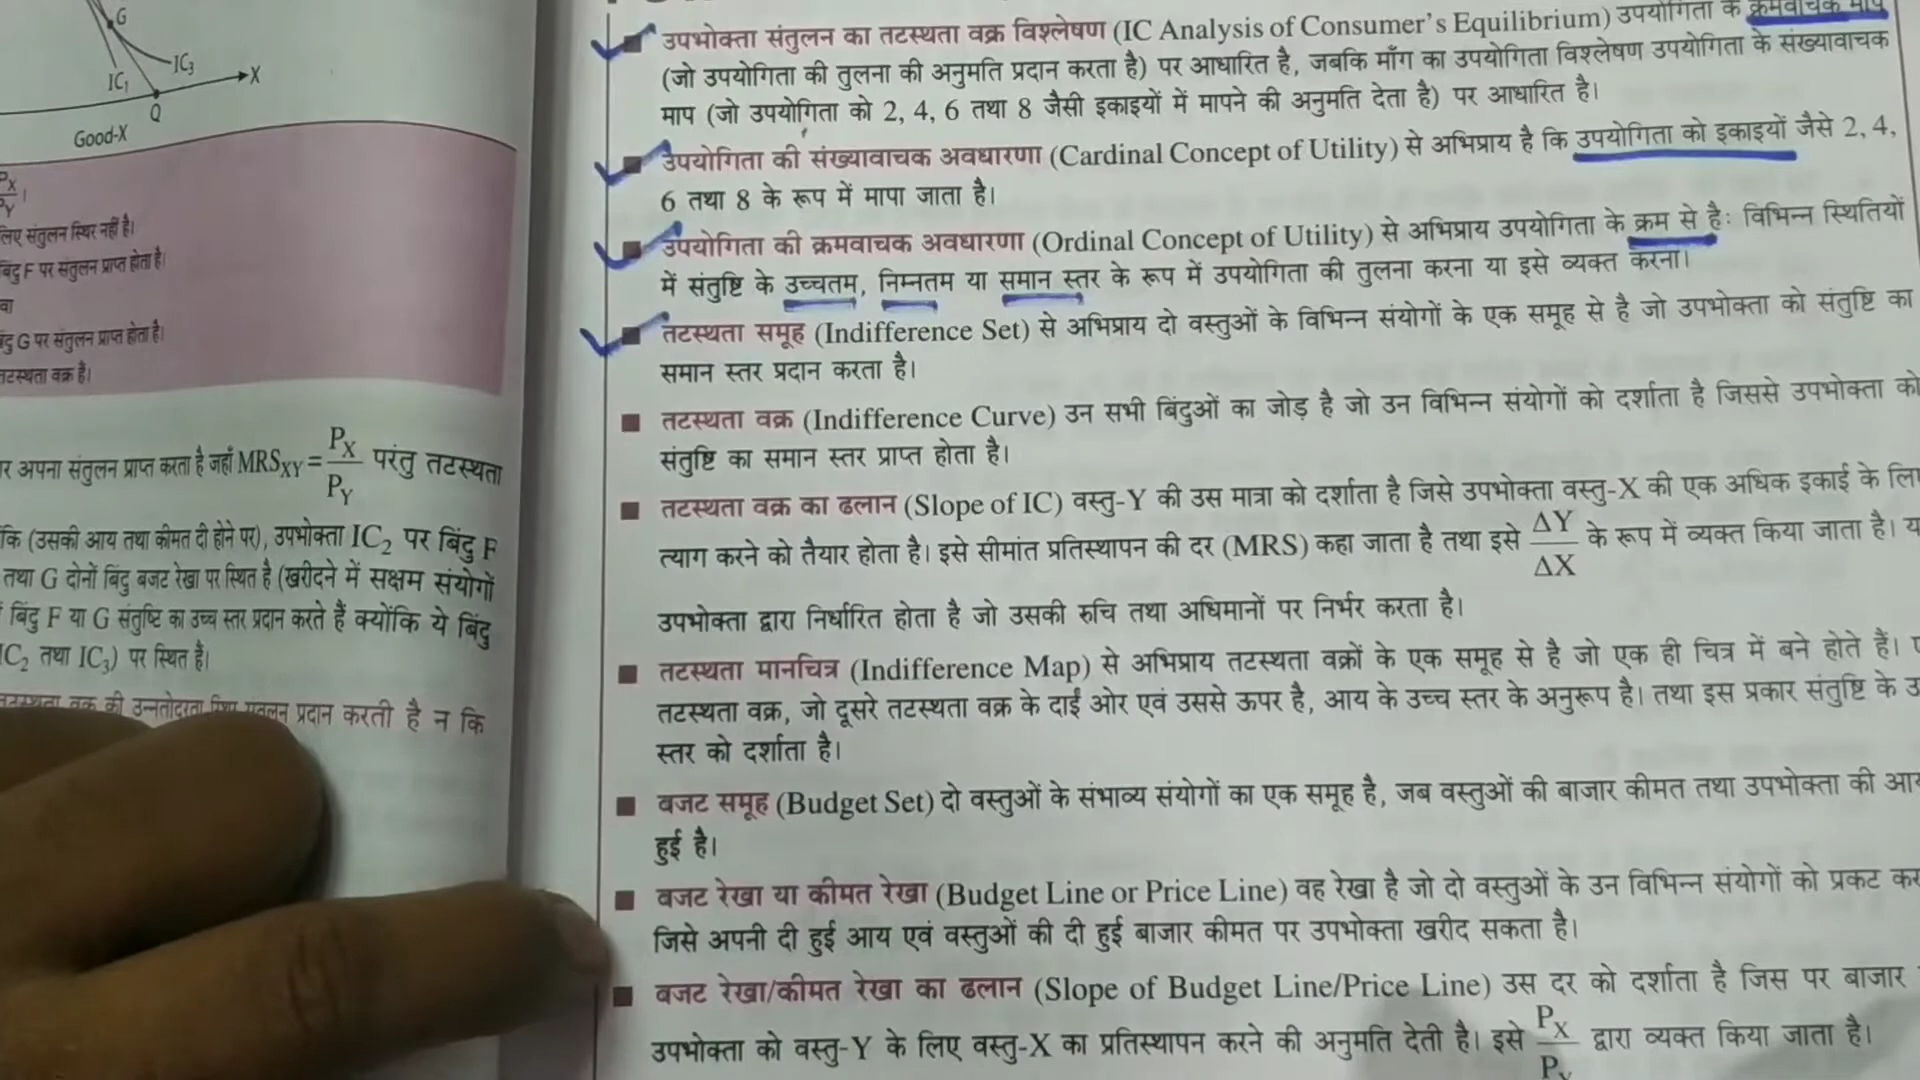 G
IC₃
IC₁
X
Q
Good-X
लिए संतुलन स्थिर नहीं है।
बिंदु F पर संतुलन प्राप्त होता है।
G पर संतुलन प्राप्त होता है।
तटस्थता वक्र है।
अपना संतुलन प्राप्त करता है जहाँ MRS_XY = P_X/P_Y परंतु तटस्थता
कि (उसकी आय तथा कीमत दी होने पर), उपभोक्ता IC₂ पर बिंदु F
तथा G दोनों बिंदु बजट रेखा पर स्थित है (खरीदने में सक्षम संयोगों
बिंदु F या G संतुष्टि का उच्च स्तर प्रदान करते हैं क्योंकि ये बिंदु
IC₂ तथा IC₃) पर स्थित है।
प्रदान करती है न कि
■ उपभोक्ता संतुलन का तटस्थता वक्र विश्लेषण (IC Analysis of Consumer's Equilibrium) उपयोगिता के क्रमवाचक माप
(जो उपयोगिता की तुलना की अनुमति प्रदान करता है) पर आधारित है, जबकि माँग का उपयोगिता विश्लेषण उपयोगिता के संख्यावाचक
माप (जो उपयोगिता को 2, 4, 6 तथा 8 जैसी इकाइयों में मापने की अनुमति देता है) पर आधारित है।
■ उपयोगिता की संख्यावाचक अवधारणा (Cardinal Concept of Utility) से अभिप्राय है कि उपयोगिता को इकाइयों जैसे 2, 4,
6 तथा 8 के रूप में मापा जाता है।
■ उपयोगिता की क्रमवाचक अवधारणा (Ordinal Concept of Utility) से अभिप्राय उपयोगिता के क्रम से है: विभिन्न स्थितियों
में संतुष्टि के उच्चतम, निम्नतम या समान स्तर के रूप में उपयोगिता की तुलना करना या इसे व्यक्त करना।
■ तटस्थता समूह (Indifference Set) से अभिप्राय दो वस्तुओं के विभिन्न संयोगों के एक समूह से है जो उपभोक्ता को संतुष्टि का
समान स्तर प्रदान करता है।
■ तटस्थता वक्र (Indifference Curve) उन सभी बिंदुओं का जोड़ है जो उन विभिन्न संयोगों को दर्शाता है जिससे उपभोक्ता को
संतुष्टि का समान स्तर प्राप्त होता है।
■ तटस्थता वक्र का ढलान (Slope of IC) वस्तु-Y की उस मात्रा को दर्शाता है जिसे उपभोक्ता वस्तु-X की एक अधिक इकाई के
त्याग करने को तैयार होता है। इसे सीमांत प्रतिस्थापन की दर (MRS) कहा जाता है तथा इसे ΔY/ΔX के रूप में व्यक्त किया जाता है।
उपभोक्ता द्वारा निर्धारित होता है जो उसकी रुचि तथा अधिमानों पर निर्भर करता है।
■ तटस्थता मानचित्र (Indifference Map) से अभिप्राय तटस्थता वक्रों के एक समूह से है जो एक ही चित्र में बने होते हैं।
तटस्थता वक्र, जो दूसरे तटस्थता वक्र के दाईं ओर एवं उससे ऊपर है, आय के उच्च स्तर के अनुरूप है। तथा इस प्रकार संतुष्टि के
स्तर को दर्शाता है।
■ बजट समूह (Budget Set) दो वस्तुओं के संभाव्य संयोगों का एक समूह है, जब वस्तुओं की बाजार कीमत तथा उपभोक्ता की
हुई है।
■ बजट रेखा या कीमत रेखा (Budget Line or Price Line) वह रेखा है जो दो वस्तुओं के उन विभिन्न संयोगों को प्रकट
जिसे अपनी दी हुई आय एवं वस्तुओं की दी हुई बाजार कीमत पर उपभोक्ता खरीद सकता है।
■ बजट रेखा/कीमत रेखा का ढलान (Slope of Budget Line/Price Line) उस दर को दर्शाता है जिस पर बाजार
उपभोक्ता को वस्तु-Y के लिए वस्तु-X का प्रतिस्थापन करने की अनुमति देती है। इसे P_X/P_Y द्वारा व्यक्त किया जाता है।